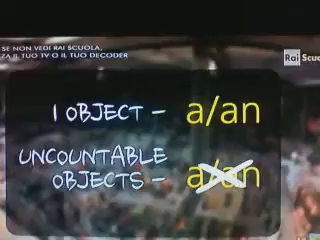 SE NON VEDI RAI SCUOLA,
ZA IL TUO TV O IL TUO DECODER
Rai Scuo
1 OBJECT - a/an
UNCOUNTABLE
OBJECTS - a/an